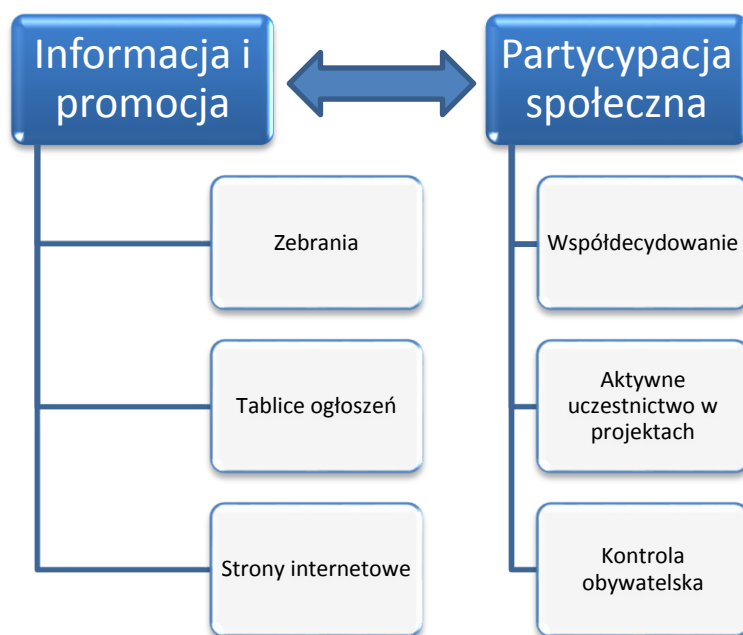 Informacja i
promocja
Zebrania
Tablice ogłoszeń
Strony internetowe
Partycypacja
społeczna
Współdecydowanie
Aktywne
uczestnictwo w
projektach
Kontrola
obywatelska